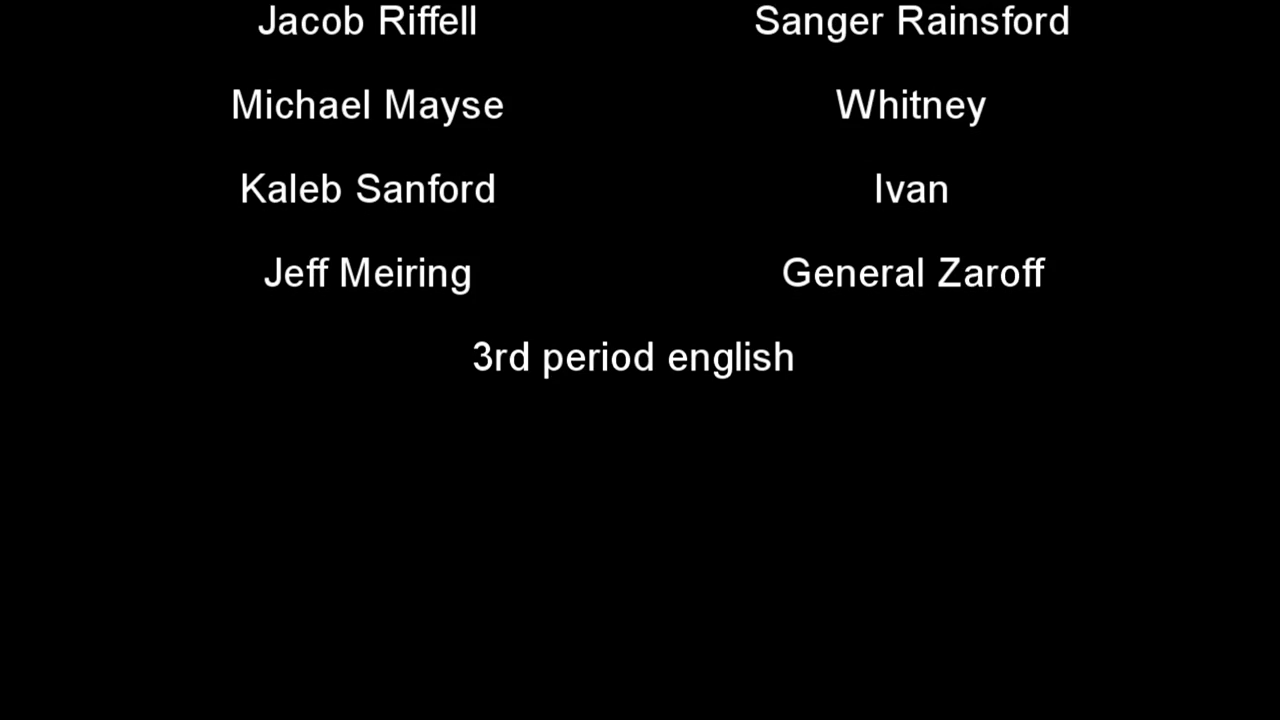 Jacob Riffell Sanger Rainsford
Michael Mayse Whitney
Kaleb Sanford Ivan
Jeff Meiring General Zaroff
3rd period english